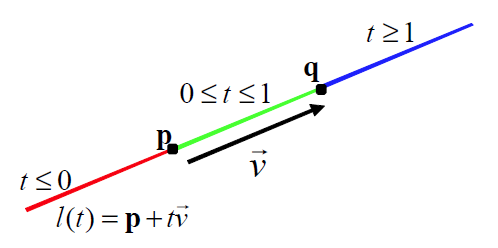 t ≥ 1
q
0 ≤ t ≤ 1
p
v⃗
t ≤ 0
l(t) = p + tv⃗